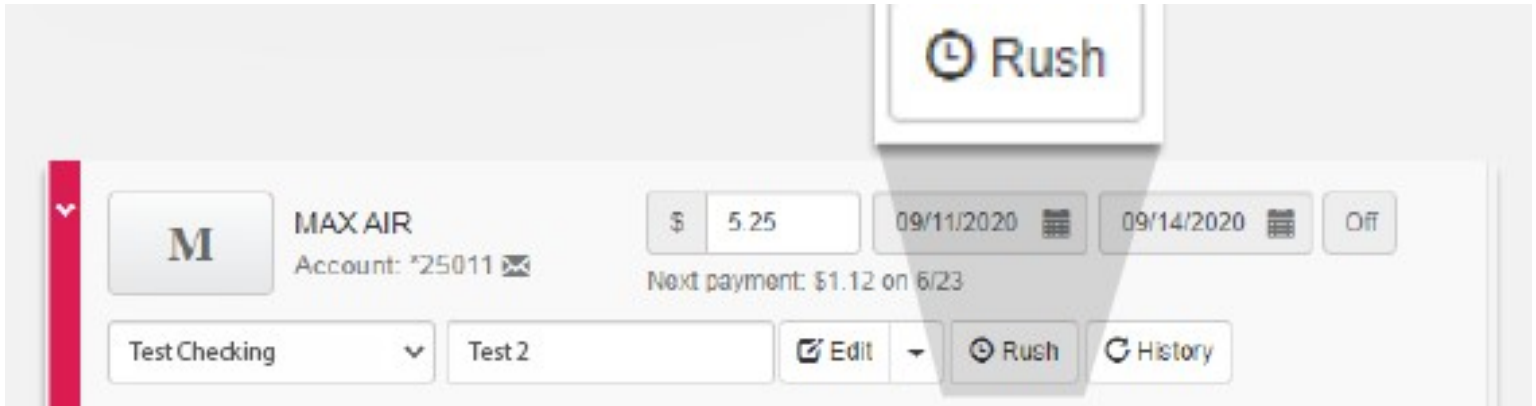 Rush
M
MAX AIR
Account: *25011
$ 5.25 09/11/2020 09/14/2020 Off
Next payment: $1.12 on 6/23
Test Checking Test 2 Edit Rush History